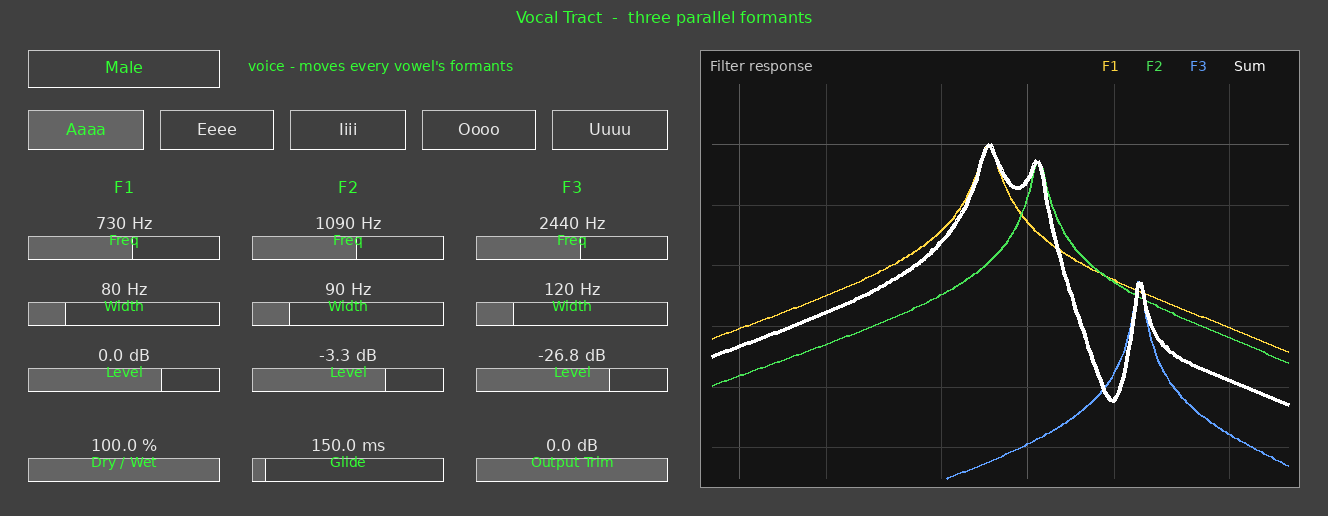 Vocal Tract  -  three parallel formants
Male
voice - moves every vowel's formants
Aaaa
Eeee
Iiii
Oooo
Uuuu
F1
F2
F3
730 Hz
1090 Hz
2440 Hz
Freq
Freq
Freq
80 Hz
90 Hz
120 Hz
Width
Width
Width
0.0 dB
-3.3 dB
-26.8 dB
Level
Level
Level
100.0 %
150.0 ms
0.0 dB
Dry / Wet
Glide
Output Trim
Filter response
F1
F2
F3
Sum